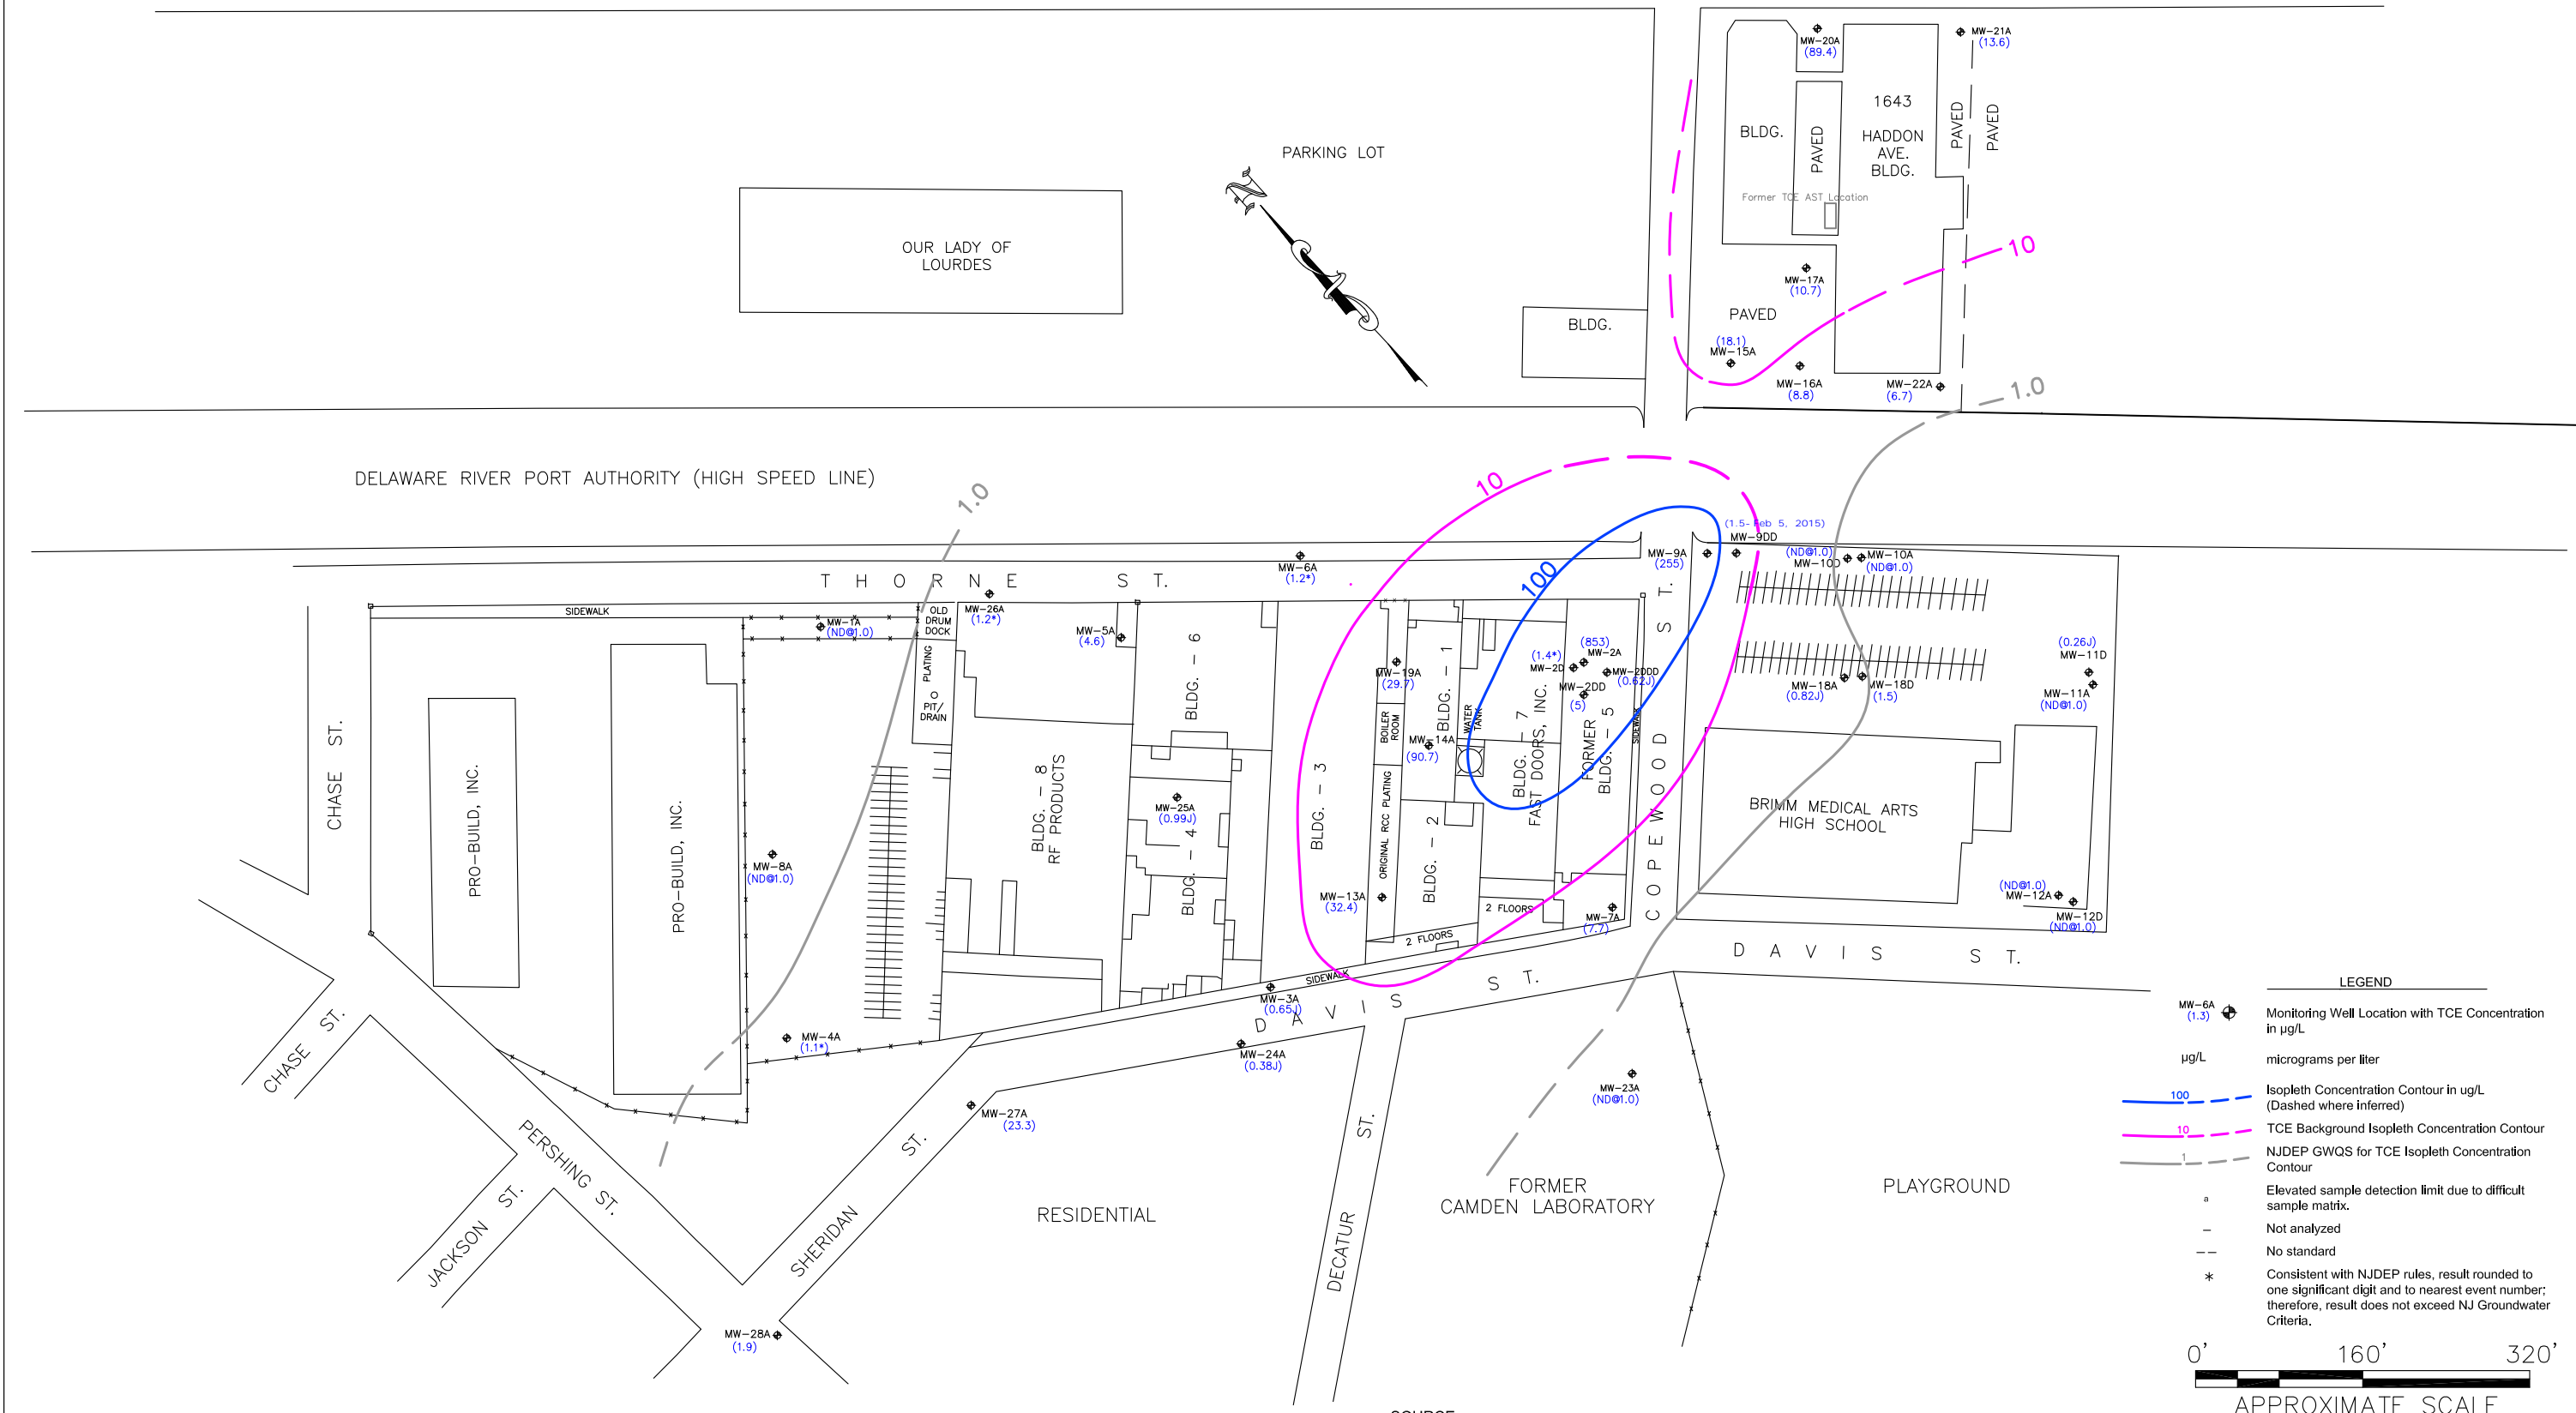 MW-20A
(89.4)
MW-21A
(13.6)
1643
HADDON
AVE.
BLDG.
BLDG.
PAVED
PAVED
PAVED
Former TCE AST Location
PARKING LOT
OUR LADY OF
LOURDES
10
MW-17A
(10.7)
PAVED
BLDG.
(18.1)
MW-15A
MW-16A
(8.8)
MW-22A
(6.7)
1.0
DELAWARE RIVER PORT AUTHORITY (HIGH SPEED LINE)
1.0
10
100
(1.5- Feb 5, 2015)
MW-9DD
MW-9A
(255)
(ND@1.0)
MW-10D
MW-10A
(ND@1.0)
THORNE ST.
MW-6A
(1.2*)
SIDEWALK
MW-1A
(ND@1.0)
OLD
DRUM
DOCK
MW-26A
(1.2*)
MW-5A
(4.6)
PLATING
PIT/
DRAIN
BLDG. - 6
MW-19A
(29.7)
BLDG. - 1
(853)
MW-2A
(1.4*)
MW-2D
MW-2DDD
(0.62J)
MW-2DD
(5)
MW-18A
(0.82J)
MW-18D
(1.5)
(0.26J)
MW-11D
MW-11A
(ND@1.0)
BOILER
ROOM
WATER
TANK
MW-14A
(90.7)
SIDEWALK
COPEWOOD ST.
CHASE ST.
PRO-BUILD, INC.
PRO-BUILD, INC.
BLDG. - 8
RF PRODUCTS
MW-25A
(0.99J)
BLDG. - 4
BLDG. - 3
ORIGINAL RCC PLATING
BLDG. - 2
BLDG. - 7
FAST DOORS, INC.
FORMER
BLDG. - 5
BRIMM MEDICAL ARTS
HIGH SCHOOL
MW-8A
(ND@1.0)
MW-13A
(32.4)
2 FLOORS
2 FLOORS
MW-7A
(7.7)
(ND@1.0)
MW-12A
MW-12D
(ND@1.0)
DAVIS ST.
SIDEWALK
MW-3A
(0.65J)
DAVIS ST.
MW-4A
(1.1*)
MW-24A
(0.38J)
MW-23A
(ND@1.0)
MW-27A
(23.3)
CHASE ST.
PERSHING ST.
JACKSON ST.
SHERIDAN ST.
DECATUR ST.
RESIDENTIAL
FORMER
CAMDEN LABORATORY
PLAYGROUND
MW-28A
(1.9)
LEGEND
MW-6A
(1.3)
Monitoring Well Location with TCE Concentration
in µg/L
µg/L micrograms per liter
100 Isopleth Concentration Contour in ug/L
(Dashed where inferred)
10 TCE Background Isopleth Concentration Contour
1 NJDEP GWQS for TCE Isopleth Concentration
Contour
a Elevated sample detection limit due to difficult
sample matrix.
– Not analyzed
-- No standard
* Consistent with NJDEP rules, result rounded to
one significant digit and to nearest event number;
therefore, result does not exceed NJ Groundwater
Criteria.
0' 160' 320'
APPROXIMATE SCALE